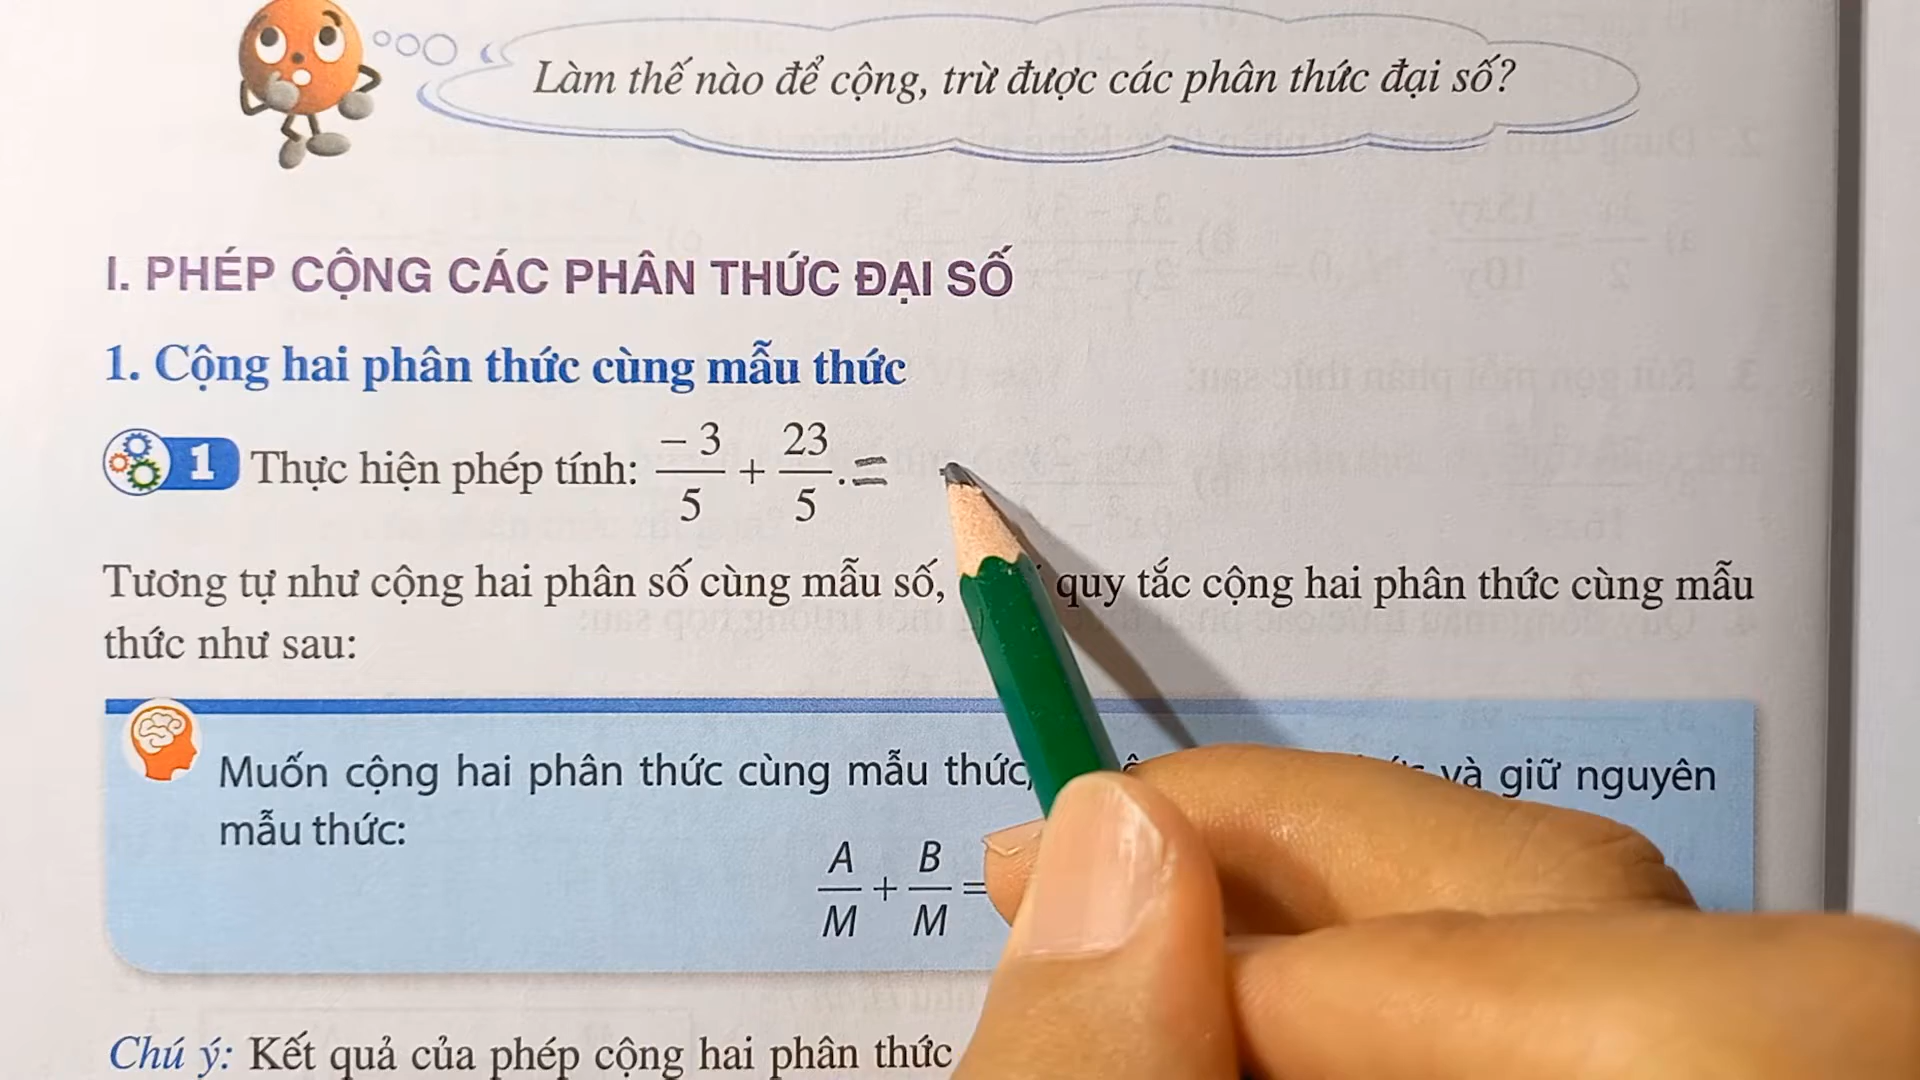 Làm thế nào để cộng, trừ được các phân thức đại số?
I. PHÉP CỘNG CÁC PHÂN THỨC ĐẠI SỐ
1. Cộng hai phân thức cùng mẫu thức
1 Thực hiện phép tính: -3/5 + 23/5. =
Tương tự như cộng hai phân số cùng mẫu số, quy tắc cộng hai phân thức cùng mẫu
thức như sau:
Muốn cộng hai phân thức cùng mẫu thức, và giữ nguyên
mẫu thức:
A/M + B/M =
Chú ý: Kết quả của phép cộng hai phân thức